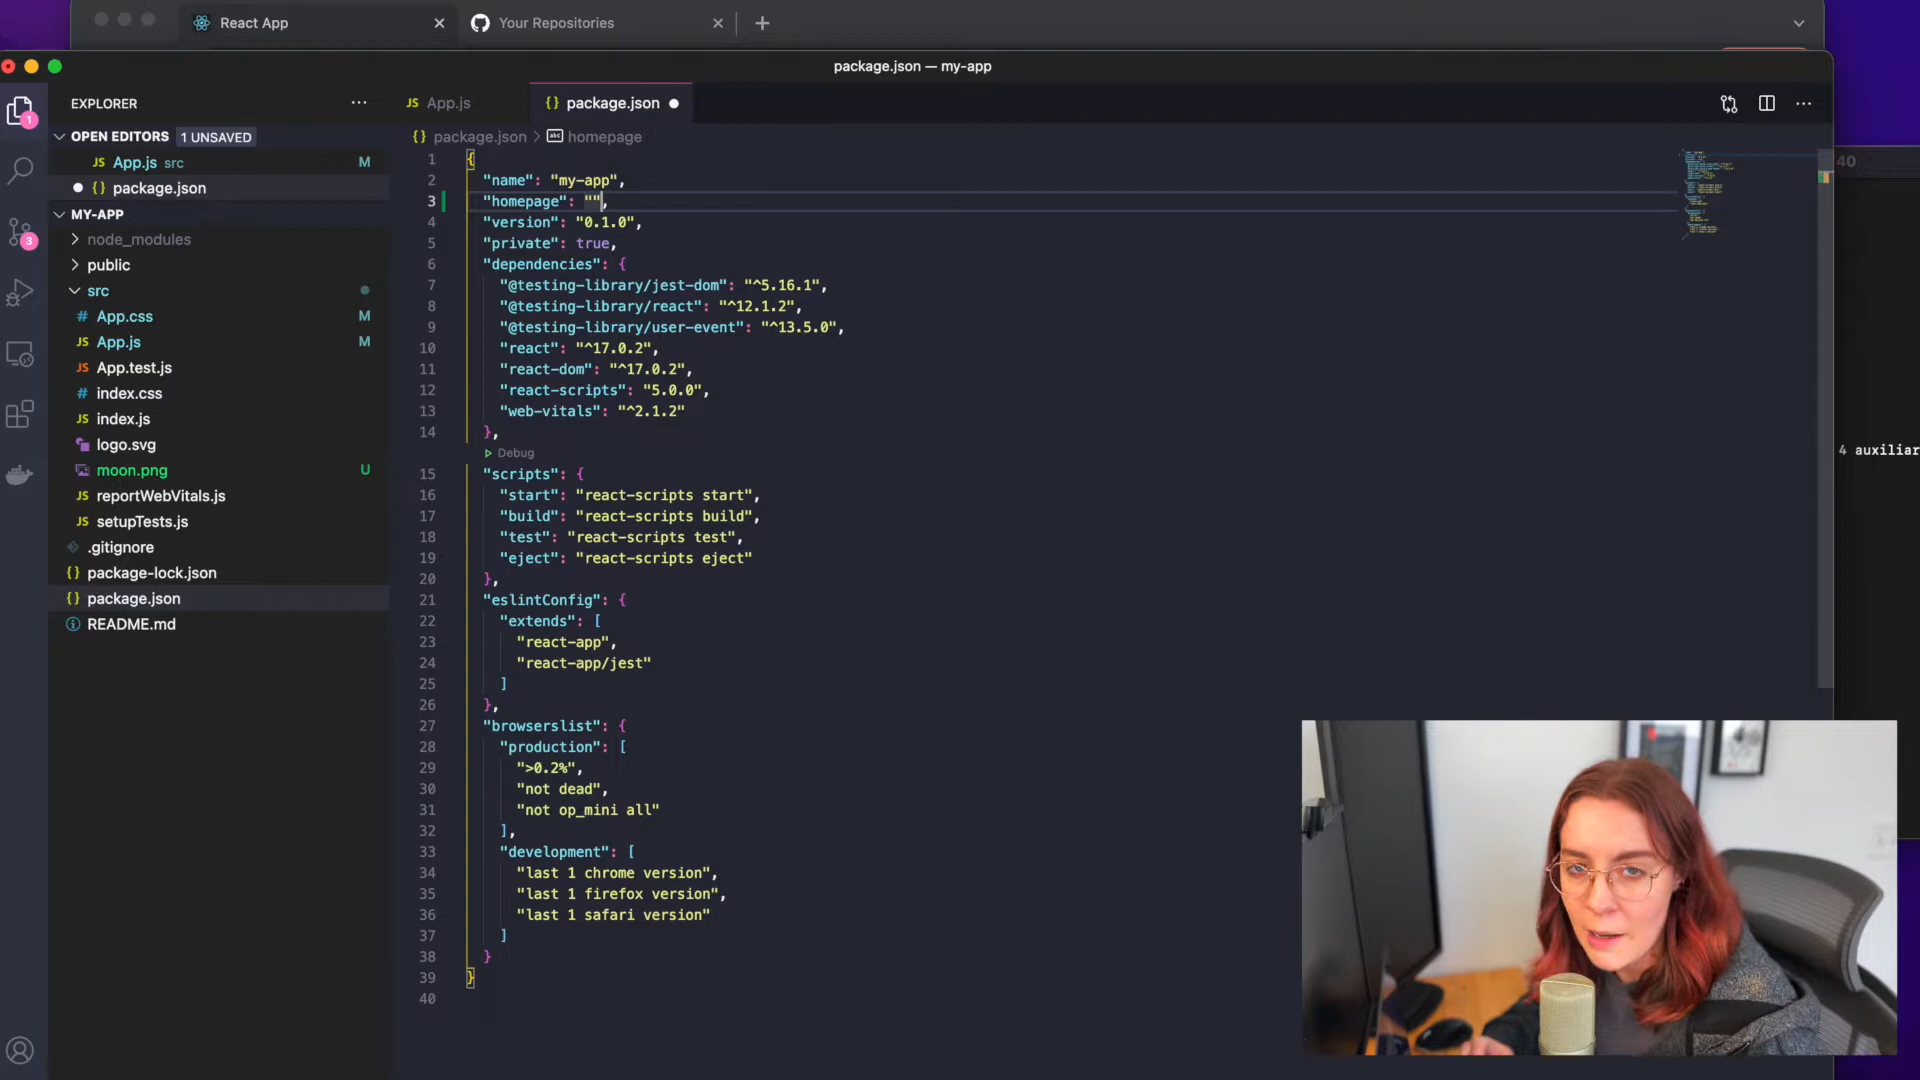 React App
Your Repositories
package.json — my-app
EXPLORER
App.js
package.json
OPEN EDITORS 1 UNSAVED
package.json > homepage
App.js src M
package.json
MY-APP
node_modules
public
src
App.css M
App.js M
App.test.js
index.css
index.js
logo.svg
moon.png U
reportWebVitals.js
setupTests.js
.gitignore
package-lock.json
package.json
README.md
1
3
1 {
2 "name": "my-app",
3 "homepage": "",
4 "version": "0.1.0",
5 "private": true,
6 "dependencies": {
7 "@testing-library/jest-dom": "^5.16.1",
8 "@testing-library/react": "^12.1.2",
9 "@testing-library/user-event": "^13.5.0",
10 "react": "^17.0.2",
11 "react-dom": "^17.0.2",
12 "react-scripts": "5.0.0",
13 "web-vitals": "^2.1.2"
14 },
Debug
15 "scripts": {
16 "start": "react-scripts start",
17 "build": "react-scripts build",
18 "test": "react-scripts test",
19 "eject": "react-scripts eject"
20 },
21 "eslintConfig": {
22 "extends": [
23 "react-app",
24 "react-app/jest"
25 ]
26 },
27 "browserslist": {
28 "production": [
29 ">0.2%",
30 "not dead",
31 "not op_mini all"
32 ],
33 "development": [
34 "last 1 chrome version",
35 "last 1 firefox version",
36 "last 1 safari version"
37 ]
38 }
39 }
40
40
4 auxiliar